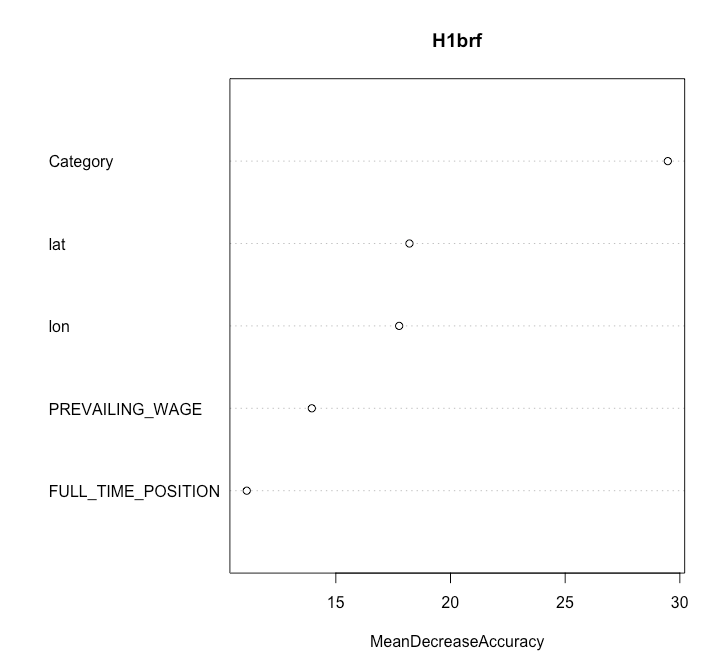 H1brf
Category
lat
lon
PREVAILING_WAGE
FULL_TIME_POSITION
15 20 25 30
MeanDecreaseAccuracy